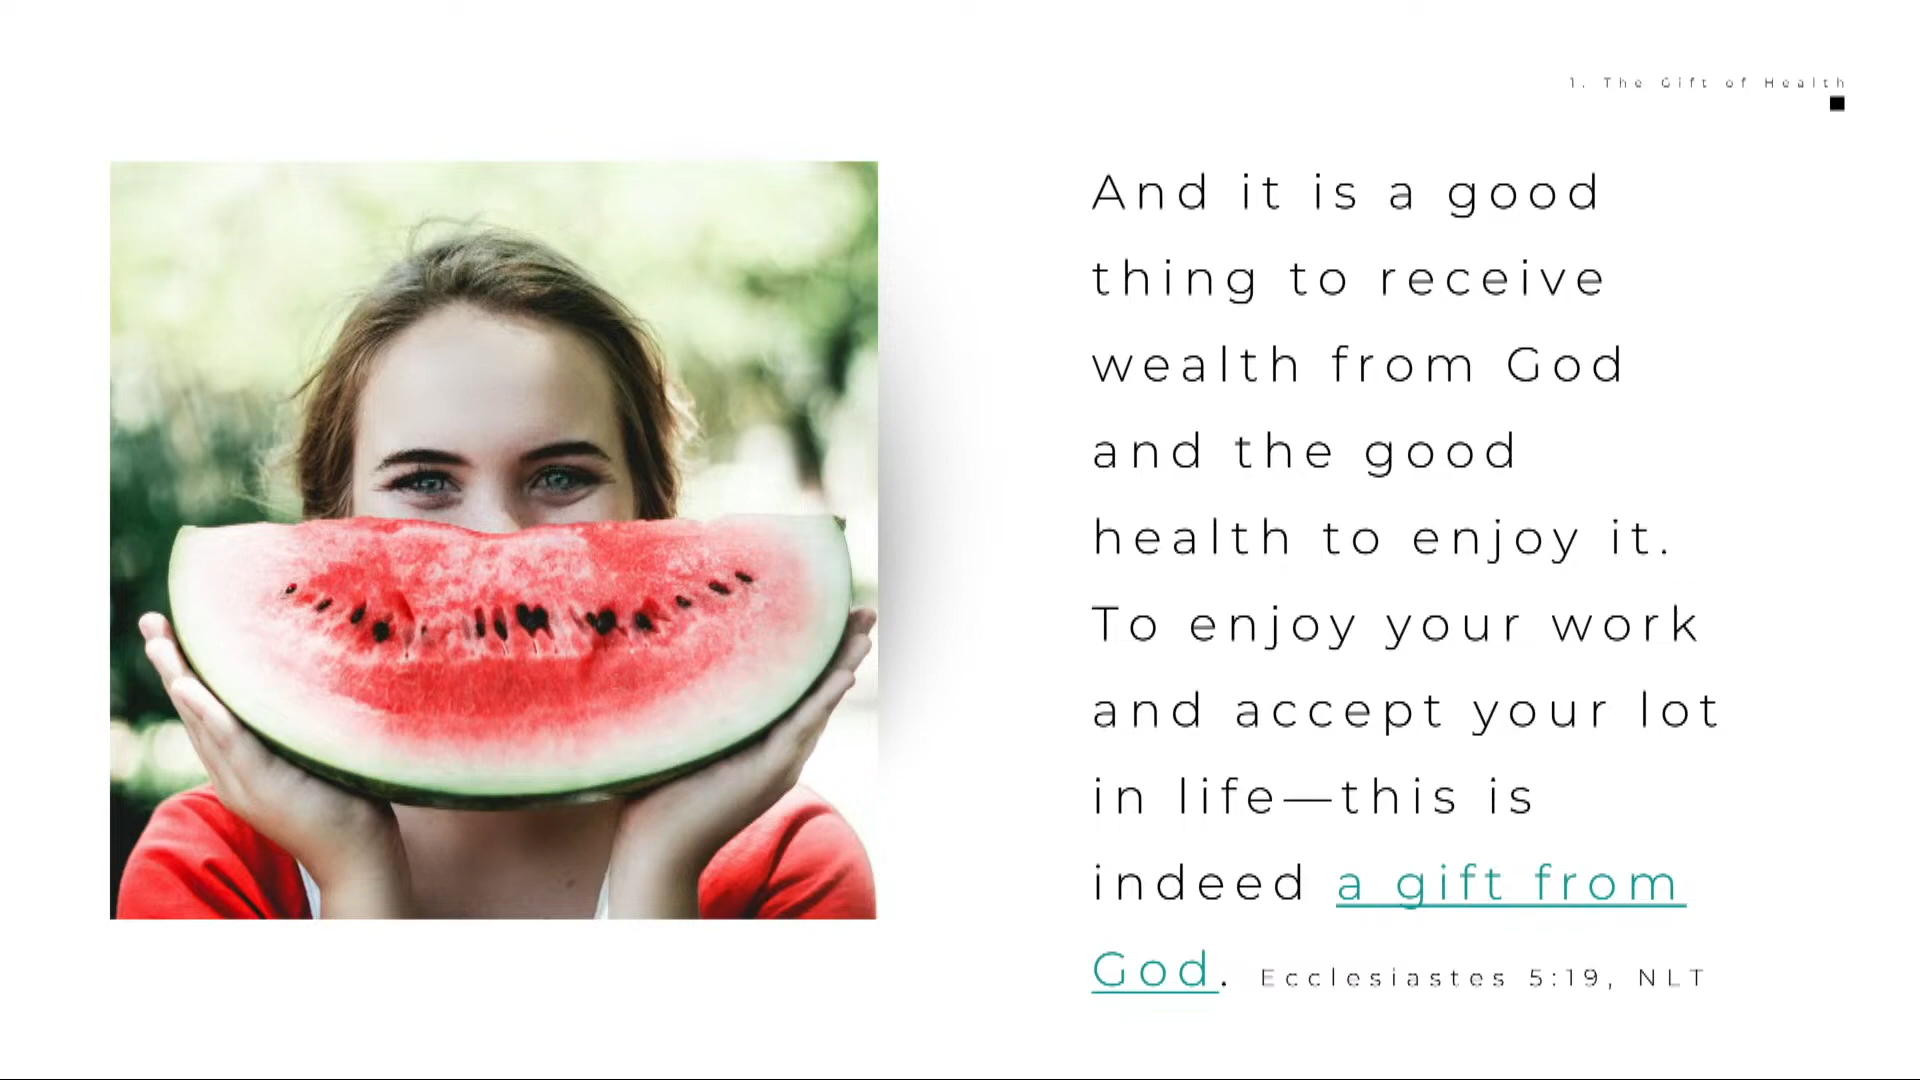 1. The Gift of Health
And it is a good
thing to receive
wealth from God
and the good
health to enjoy it.
To enjoy your work
and accept your lot
in life—this is
indeed a gift from
God. Ecclesiastes 5:19, NLT